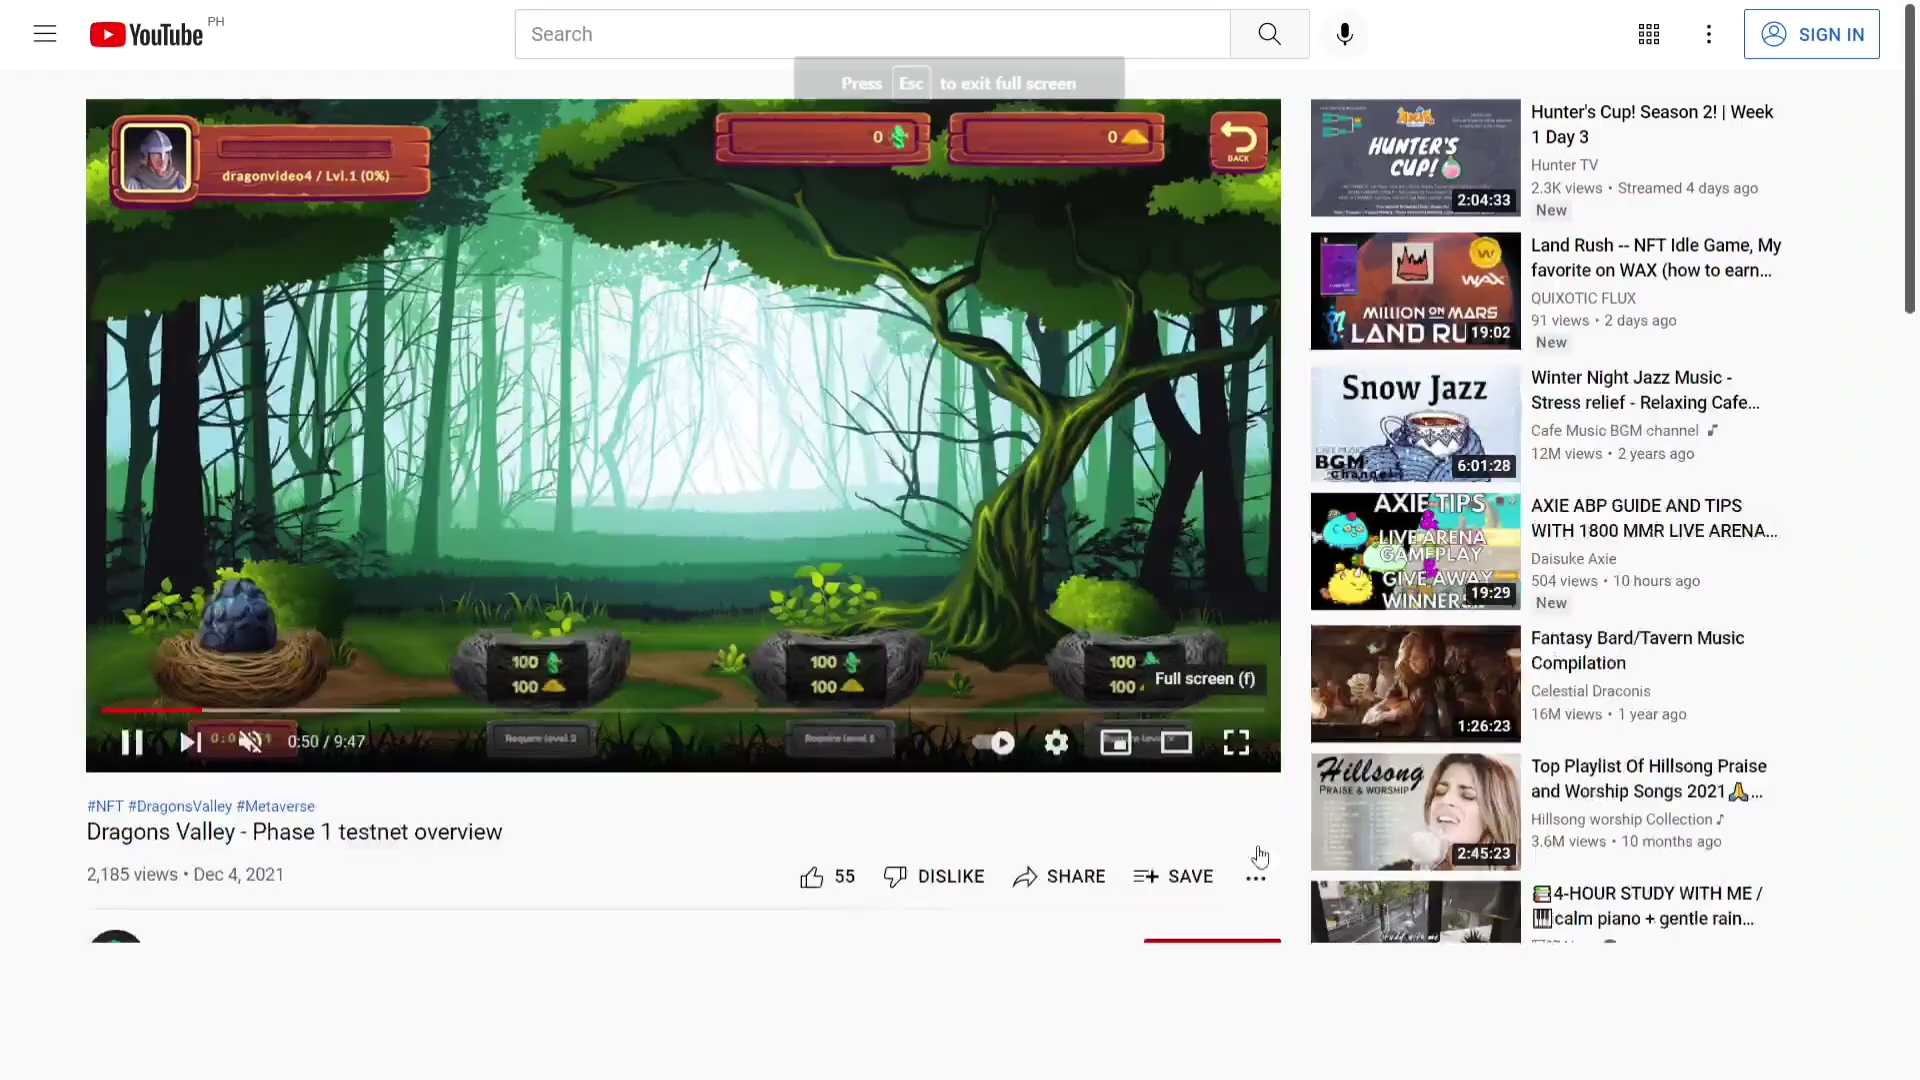 YouTube PH
Search
SIGN IN
Press Esc to exit full screen
dragonvideo4 / Lvl.1 (0%)
0
0
BACK
100
100
100
100
100
100
Full screen (f)
Require level 2
0:50 / 9:47
#NFT #DragonsValley #Metaverse
Dragons Valley - Phase 1 testnet overview
2,185 views • Dec 4, 2021
55
DISLIKE
SHARE
SAVE
HUNTER'S
CUP!
2:04:33
Hunter's Cup! Season 2! | Week
1 Day 3
Hunter TV
2.3K views • Streamed 4 days ago
New
WAX
MILLION ON MARS
LAND RU
19:02
Land Rush -- NFT Idle Game, My
favorite on WAX (how to earn...
QUIXOTIC FLUX
91 views • 2 days ago
New
Snow Jazz
CAFE MUSIC
BGM
channel
6:01:28
Winter Night Jazz Music -
Stress relief - Relaxing Cafe...
Cafe Music BGM channel
12M views • 2 years ago
AXIE TIPS
&
LIVE ARENA
GAMEPLAY
&
GIVE AWAY
WINNERS
19:29
AXIE ABP GUIDE AND TIPS
WITH 1800 MMR LIVE ARENA...
Daisuke Axie
504 views • 10 hours ago
New
1:26:23
Fantasy Bard/Tavern Music
Compilation
Celestial Draconis
16M views • 1 year ago
Hillsong
PRAISE & WORSHIP
2:45:23
Top Playlist Of Hillsong Praise
and Worship Songs 2021🙏...
Hillsong worship Collection
3.6M views • 10 months ago
Study with me
📚4-HOUR STUDY WITH ME /
🎹calm piano + gentle rain...